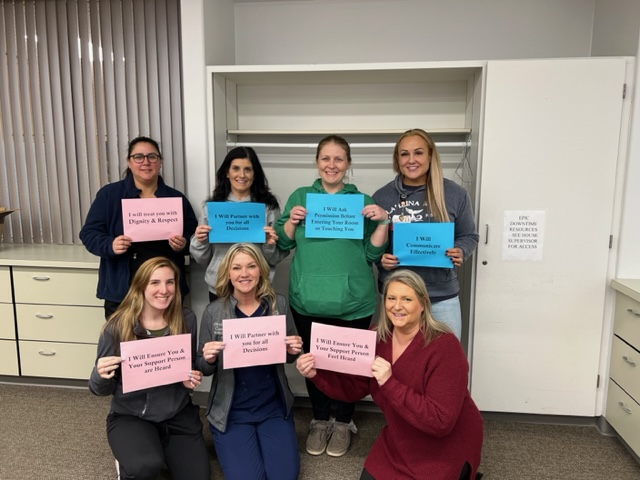 I will treat you with
Dignity & Respect
I Will Partner with
you for all
Decisions
I Will Ask
Permission Before
Entering Your Room
or Touching You
I Will
Communicate
Effectively
EPIC
DOWNTIME
RESOURCES
- SEE HOUSE
SUPERVISOR
FOR ACCESS
I Will Ensure You &
Your Support Person
are Heard
I Will Partner with
you for all
Decisions
I Will Ensure You &
Your Support Person
Feel Heard